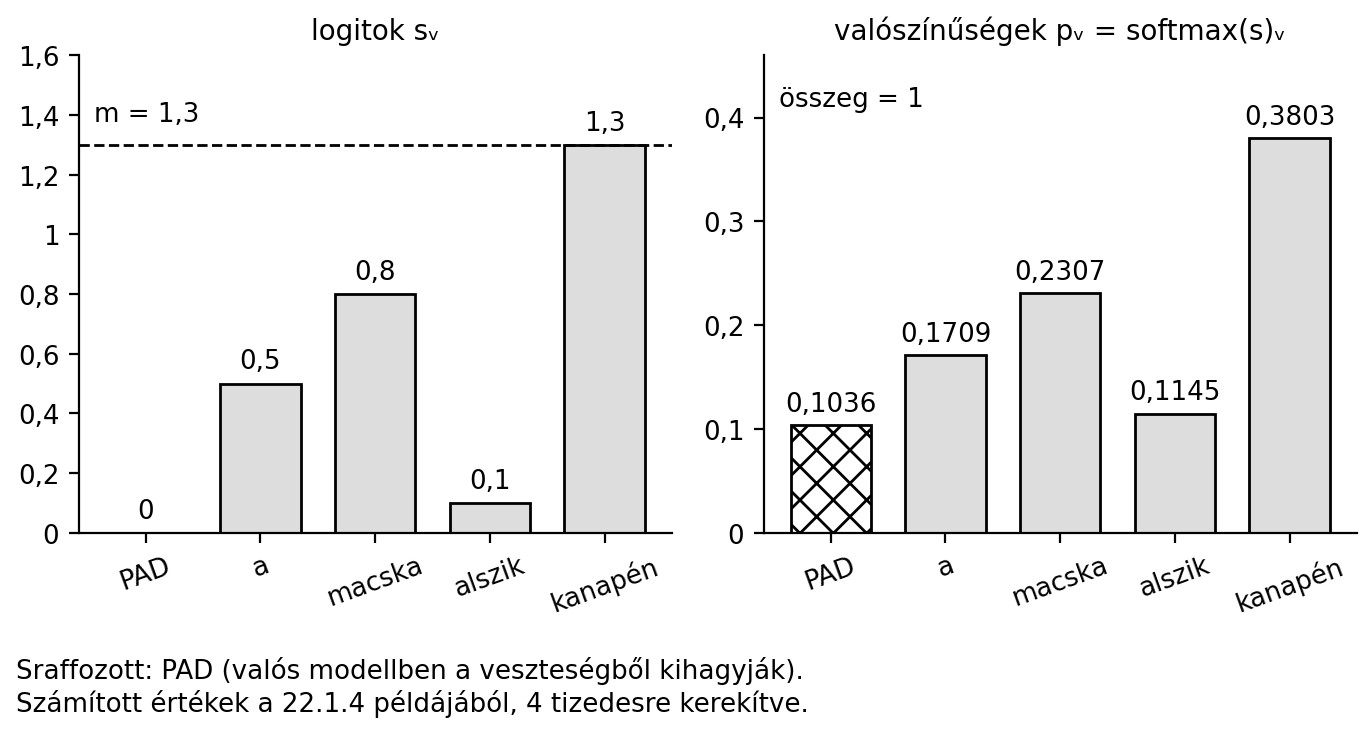 logitok sᵥ
1,6
1,4
1,2
1
0,8
0,6
0,4
0,2
0
m = 1,3
0
0,5
0,8
0,1
1,3
PAD
a
macska
alszik
kanapén
valószínűségek pᵥ = softmax(s)ᵥ
0,4
0,3
0,2
0,1
0
összeg = 1
0,1036
0,1709
0,2307
0,1145
0,3803
PAD
a
macska
alszik
kanapén
Sraffozott: PAD (valós modellben a veszteségből kihagyják).
Számított értékek a 22.1.4 példájából, 4 tizedesre kerekítve.